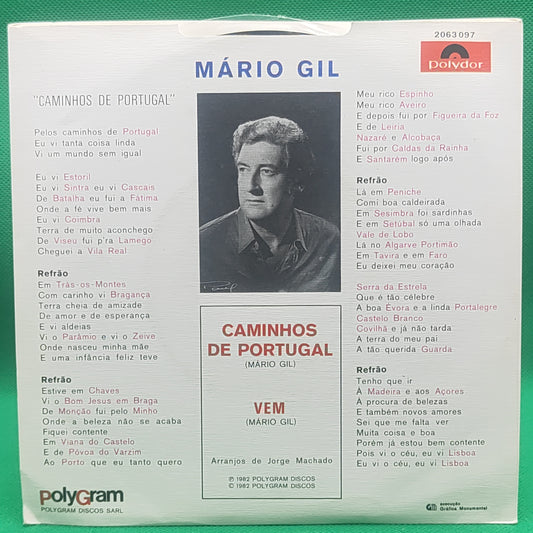 2063 097
Polydor
MÁRIO GIL
"CAMINHOS DE PORTUGAL"
Pelos caminhos de Portugal
Eu vi tanta coisa linda
Vi um mundo sem igual
Eu vi Estoril
Eu vi Sintra eu vi Cascais
De Batalha eu fui a Fátima
Onde a fé vive bem mais
Eu vi Coimbra
Terra de muito aconchego
De Viseu fui p'ra Lamego
Cheguei a Vila Real
Refrão
Em Trás-os-Montes
Com carinho vi Bragança
Terra cheia de amizade
De amor e de esperança
E vi aldeias
Vi o Parâmio e vi o Zeive
Onde nasceu minha mãe
E uma infância feliz teve
Refrão
Estive em Chaves
Vi o Bom Jesus em Braga
De Monção fui pelo Minho
Onde a beleza não se acaba
Fiquei contente
Em Viana do Castelo
E de Póvoa do Varzim
Ao Porto que eu tanto quero
PolyGram
POLYGRAM DISCOS SARL
CAMINHOS
DE PORTUGAL
(MÁRIO GIL)
VEM
(MÁRIO GIL)
Arranjos de Jorge Machado
℗ 1982 POLYGRAM DISCOS
© 1982 POLYGRAM DISCOS
Meu rico Espinho
Meu rico Aveiro
E depois fui por Figueira da Foz
E de Leiria
Nazaré e Alcobaça
Fui por Caldas da Rainha
E Santarém logo após
Refrão
Lá em Peniche
Comi boa caldeirada
Em Sesimbra foi sardinhas
E em Setúbal só uma olhada
Vale de Lobo
Lá no Algarve Portimão
Em Tavira e em Faro
Eu deixei meu coração
Serra da Estrela
Que é tão célebre
A boa Évora e a linda Portalegre
Castelo Branco
Covilhã e já não tarda
A terra do meu pai
A tão querida Guarda
Refrão
Tenho que ir
À Madeira e aos Açores
À procura de belezas
E também novos amores
Sei que me falta ver
Muita coisa e boa
Porém já estou bem contente
Pois vi o céu, eu vi Lisboa
Eu vi o céu, eu vi Lisboa
execução
Gráfica Monumental